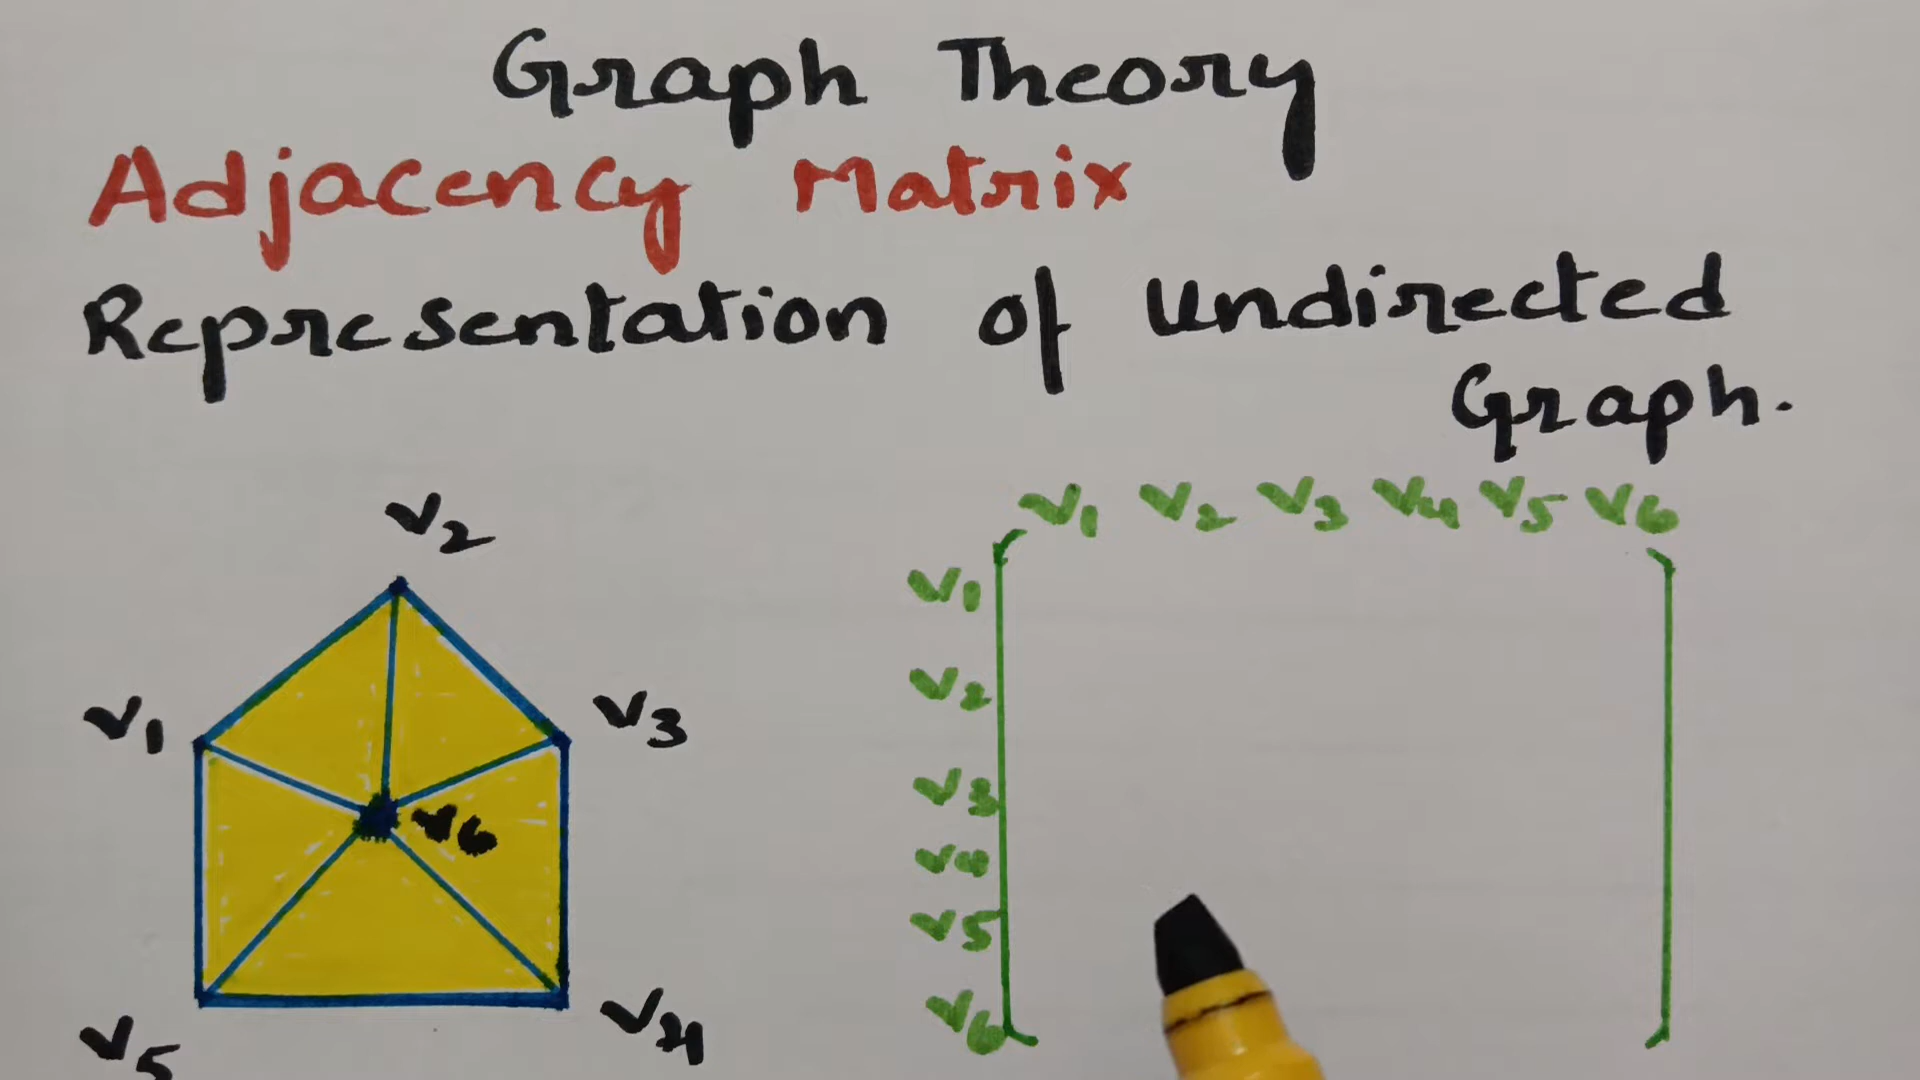 Graph Theory
Adjacency Matrix
Representation of Undirected
Graph.
v2
v1 v3
v6
v5 v4
v1 v2 v3 v4 v5 v6
v1
v2
v3
v4
v5
v6